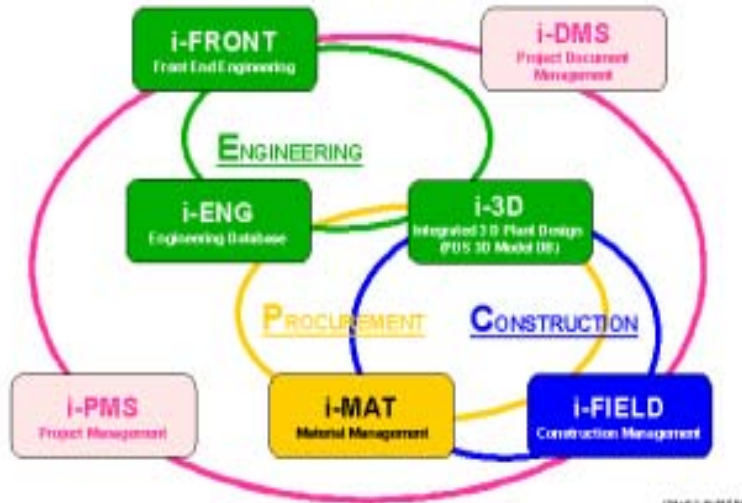 i-FRONT
Front End Engineering
i-DMS
Project Document
Management
ENGINEERING
i-ENG
Engineering Database
i-3D
Integrated 3D Plant Design
(PDS 3D Model DB)
PROCUREMENT
CONSTRUCTION
i-PMS
Project Management
i-MAT
Material Management
i-FIELD
Construction Management